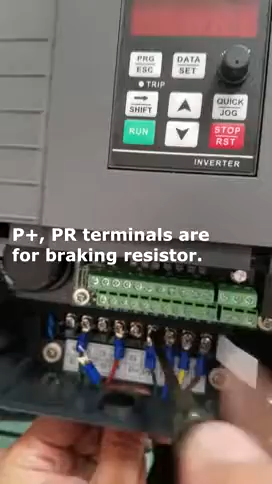 PRG
ESC
DATA
SET
TRIP
SHIFT
QUICK
JOG
RUN
STOP
RST
INVERTER
P+, PR terminals are
for braking resistor.